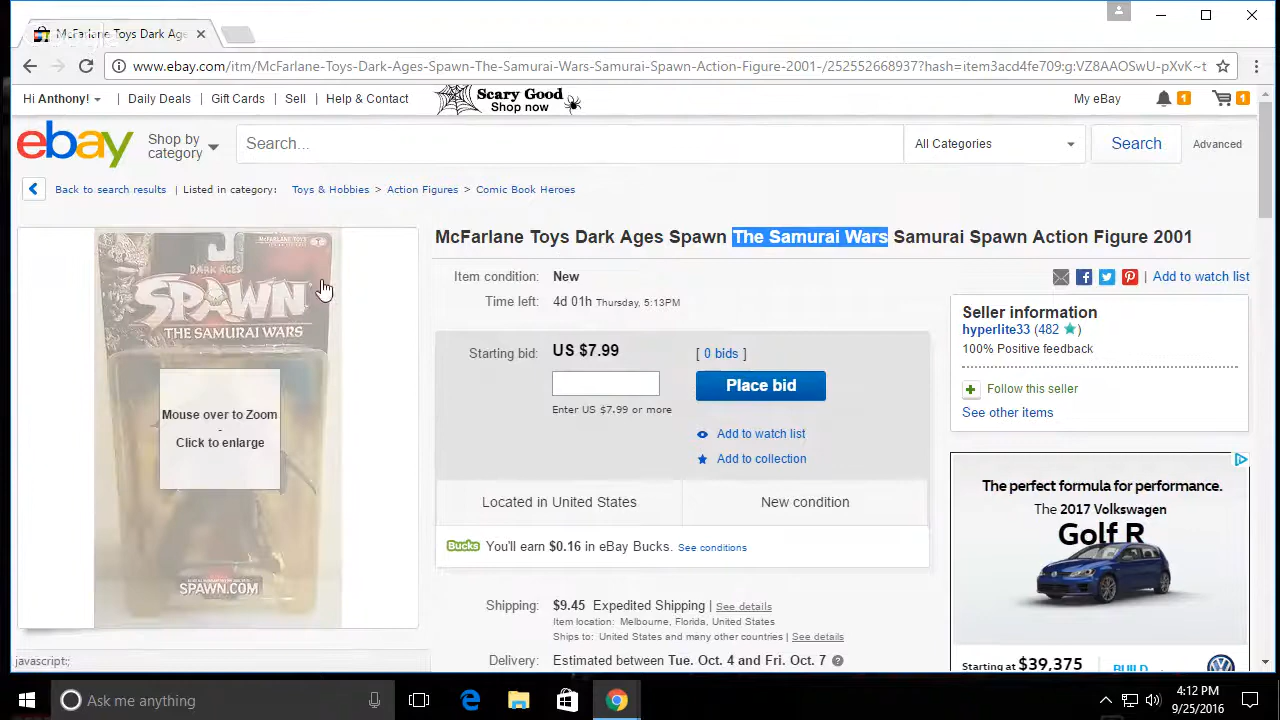 McFarlane Toys Dark Age
www.ebay.com/itm/McFarlane-Toys-Dark-Ages-Spawn-The-Samurai-Wars-Samurai-Spawn-Action-Figure-2001-/252552668937?hash=item3acd4fe709:g:VZ8AAOSwU-pXvK~t
Hi Anthony! | Daily Deals | Gift Cards | Sell | Help & Contact
Scary Good
Shop now
My eBay 1 1
ebay
Shop by
category
Search...
All Categories
Search
Advanced
Back to search results | Listed in category: Toys & Hobbies > Action Figures > Comic Book Heroes
McFarlane Toys Dark Ages Spawn The Samurai Wars Samurai Spawn Action Figure 2001
MCFARLANE TOYS
DARK AGES
SPAWN
THE SAMURAI WARS
Mouse over to Zoom
-
Click to enlarge
SPAWN.COM
Item condition: New
Time left: 4d 01h Thursday, 5:13PM
| Add to watch list
Starting bid: US $7.99 [ 0 bids ]
Place bid
Enter US $7.99 or more
Add to watch list
Add to collection
Located in United States
New condition
Bucks You'll earn $0.16 in eBay Bucks. See conditions
Shipping: $9.45 Expedited Shipping | See details
Item location: Melbourne, Florida, United States
Ships to: United States and many other countries | See details
Delivery: Estimated between Tue. Oct. 4 and Fri. Oct. 7 ?
Seller information
hyperlite33 (482 )
100% Positive feedback
Follow this seller
See other items
The perfect formula for performance.
The 2017 Volkswagen
Golf R
Starting at $39,375
BUILD
javascript:;
Ask me anything
4:12 PM
9/25/2016